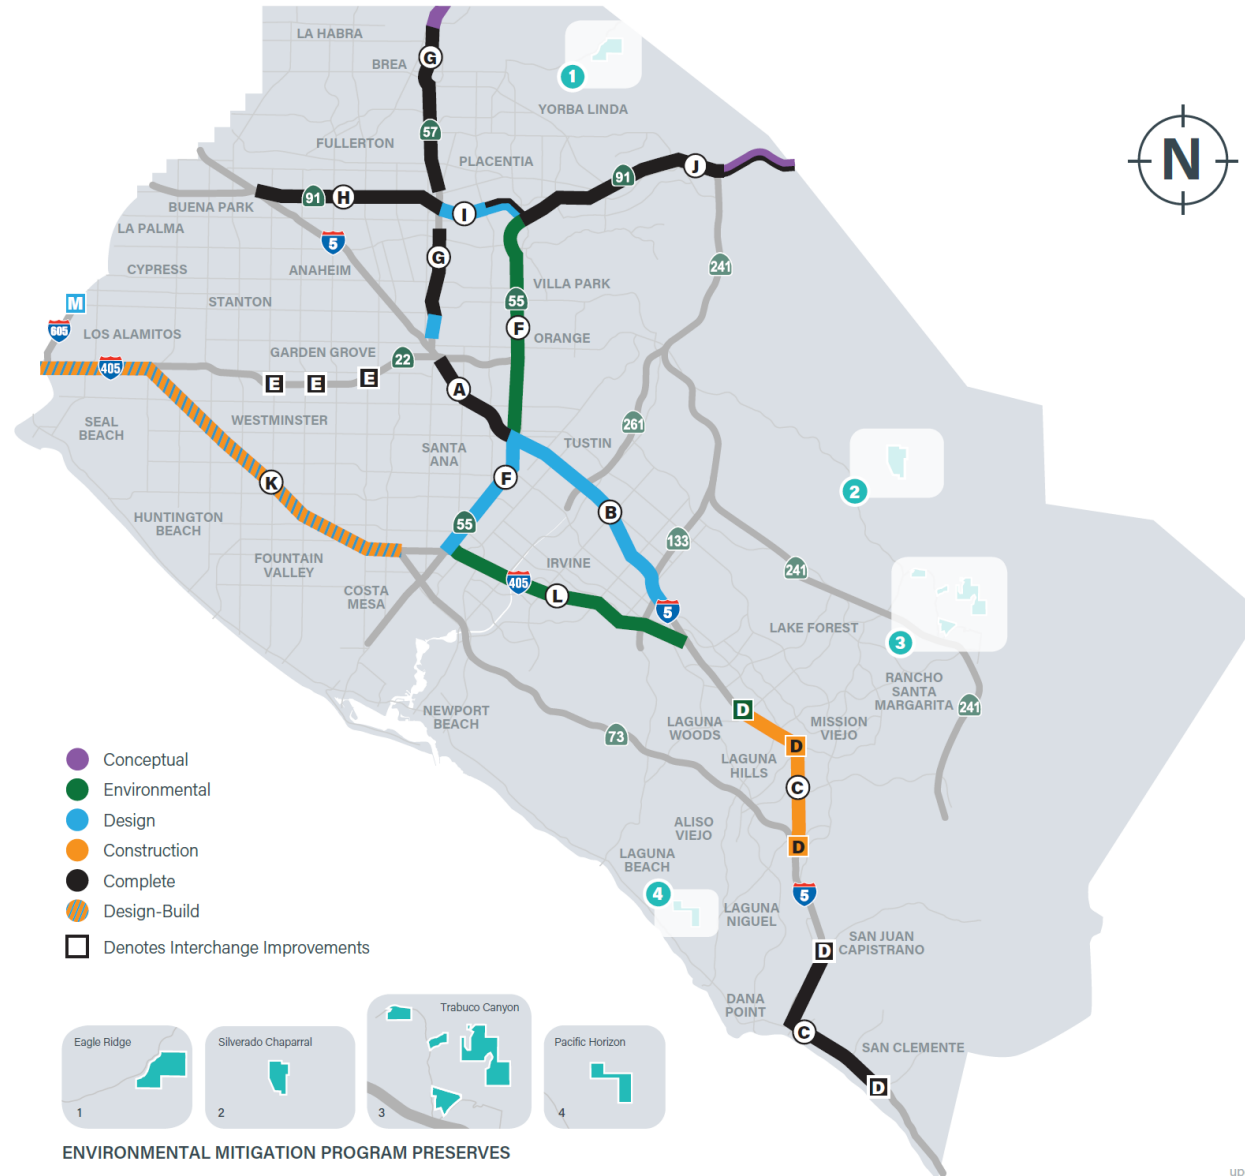 LA HABRA
G
BREA
1
YORBA LINDA
57
FULLERTON
PLACENTIA
N
91
J
91
H
BUENA PARK
I
LA PALMA
5
G
CYPRESS
ANAHEIM
241
VILLA PARK
STANTON
55
M
605
LOS ALAMITOS
F
ORANGE
GARDEN GROVE
22
405
E
E
E
A
SEAL
BEACH
WESTMINSTER
261
SANTA
ANA
TUSTIN
F
K
2
HUNTINGTON
BEACH
55
B
133
FOUNTAIN
VALLEY
IRVINE
241
405
COSTA
MESA
L
5
LAKE FOREST
3
RANCHO
SANTA
MARGARITA
241
NEWPORT
BEACH
D
LAGUNA
WOODS
MISSION
VIEJO
73
D
LAGUNA
HILLS
C
ALISO
VIEJO
D
LAGUNA
BEACH
4
5
LAGUNA
NIGUEL
D
SAN JUAN
CAPISTRANO
DANA
POINT
C
SAN CLEMENTE
D
Conceptual
Environmental
Design
Construction
Complete
Design-Build
Denotes Interchange Improvements
Eagle Ridge
1
Silverado Chaparral
2
Trabuco Canyon
3
Pacific Horizon
4
ENVIRONMENTAL MITIGATION PROGRAM PRESERVES
up